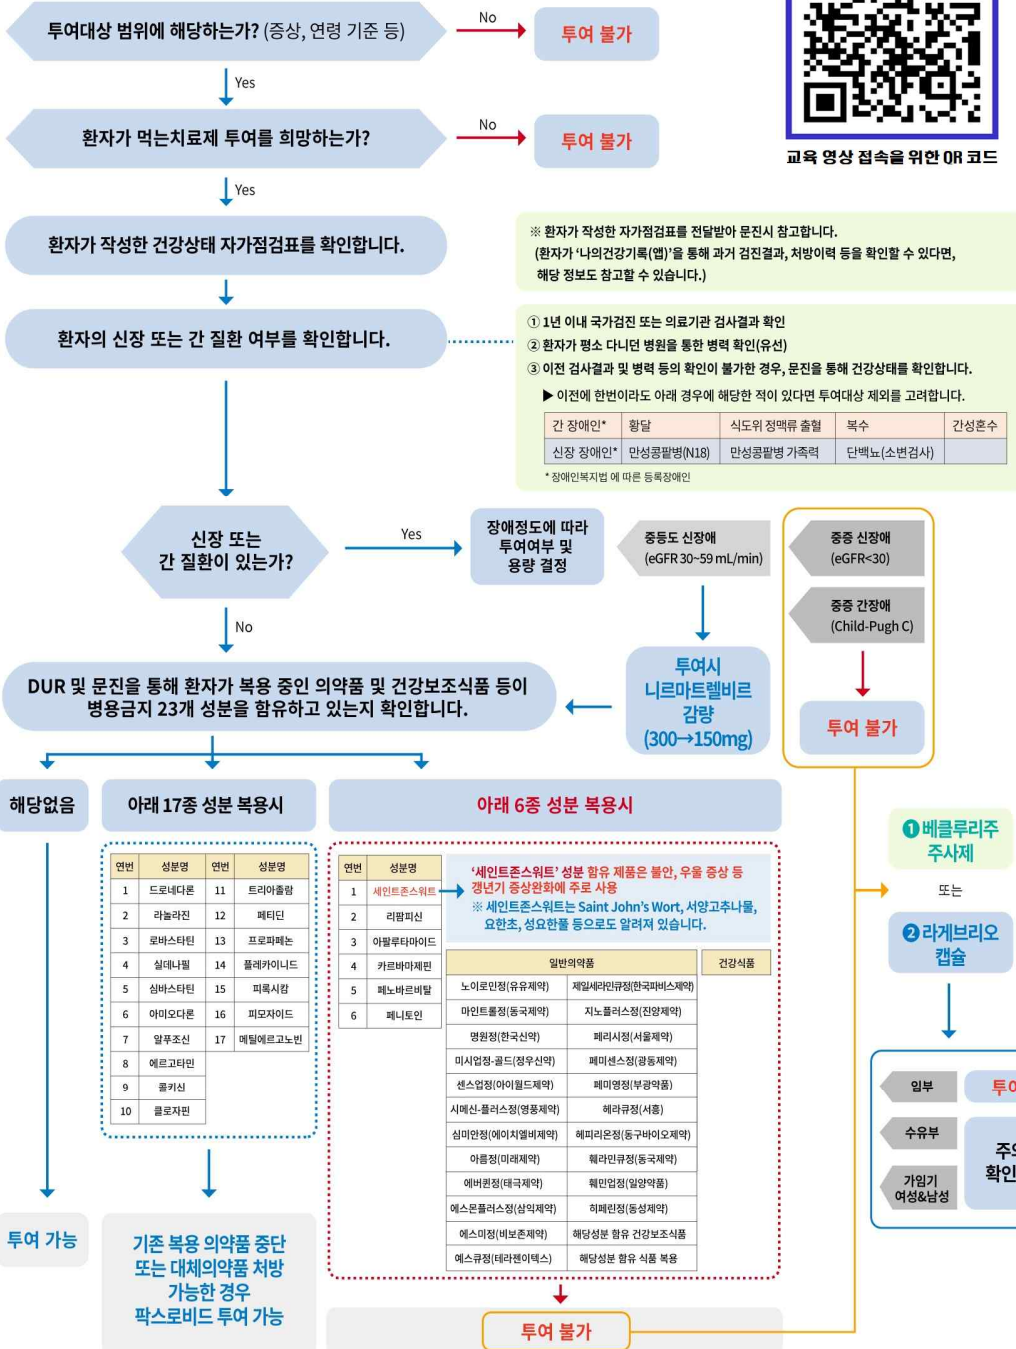 투여대상 범위에 해당하는가? (증상, 연령 기준 등)
No
투여 불가
Yes
환자가 먹는치료제 투여를 희망하는가?
No
투여 불가
Yes
교육 영상 접속을 위한 QR 코드
환자가 작성한 건강상태 자가점검표를 확인합니다.
※ 환자가 작성한 자가점검표를 전달받아 문진시 참고합니다.
(환자가 ‘나의건강기록(앱)’을 통해 과거 검진결과, 처방이력 등을 확인할 수 있다면,
해당 정보도 참고할 수 있습니다.)
환자의 신장 또는 간 질환 여부를 확인합니다.
① 1년 이내 국가검진 또는 의료기관 검사결과 확인
② 환자가 평소 다니던 병원을 통한 병력 확인(유선)
③ 이전 검사결과 및 병력 등의 확인이 불가한 경우, 문진을 통해 건강상태를 확인합니다.
▶ 이전에 한번이라도 아래 경우에 해당한 적이 있다면 투여대상 제외를 고려합니다.
간 장애인* 황달 식도위 정맥류 출혈 복수 간성혼수
신장 장애인* 만성콩팥병(N18) 만성콩팥병 가족력 단백뇨(소변검사)
* 장애인복지법 에 따른 등록장애인
신장 또는
간 질환이 있는가?
Yes
장애정도에 따라
투여여부 및
용량 결정
중등도 신장애
(eGFR 30~59 mL/min)
중증 신장애
(eGFR<30)
중증 간장애
(Child-Pugh C)
No
투여시
니르마트렐비르
감량
(300→150mg)
투여 불가
DUR 및 문진을 통해 환자가 복용 중인 의약품 및 건강보조식품 등이
병용금지 23개 성분을 함유하고 있는지 확인합니다.
해당없음
아래 17종 성분 복용시
아래 6종 성분 복용시
연번 성분명 연번 성분명
1 드로네다론 11 트리아졸람
2 라놀라진 12 페티딘
3 로바스타틴 13 프로파페논
4 실데나필 14 플레카이니드
5 심바스타틴 15 피록시캄
6 아미오다론 16 피모자이드
7 알푸조신 17 메틸에르고노빈
8 에르고타민
9 콜키신
10 클로자핀
연번 성분명
1 세인트존스워트
2 리팜피신
3 아팔루타마이드
4 카르바마제핀
5 페노바르비탈
6 페니토인
‘세인트존스워트’ 성분 함유 제품은 불안, 우울 증상 등
갱년기 증상완화에 주로 사용
※ 세인트존스워트는 Saint John’s Wort, 서양고추나물,
요한초, 성요한풀 등으로도 알려져 있습니다.
일반의약품 건강식품
노이로민정(유유제약) 제일세라민큐정(한국파비스제약)
마인트롤정(동국제약) 지노플러스정(진양제약)
명원정(한국신약) 페리시정(서울제약)
미시업정-골드(정우신약) 페미센스정(광동제약)
센스업정(아이월드제약) 페미영정(부광약품)
시메신-플러스정(영풍제약) 헤라큐정(서흥)
심미안정(에이치엘비제약) 헤피리온정(동구바이오제약)
아름정(미래제약) 훼라민큐정(동국제약)
에버퀸정(태극제약) 훼민업정(일양약품)
에스몬플러스정(삼익제약) 히페린정(동성제약)
에스미정(비보존제약) 해당성분 함유 건강보조식품
예스큐정(테라젠이텍스) 해당성분 함유 식품 복용
❶ 베클루리주
주사제
또는
❷ 라게브리오
캡슐
임부
수유부
가임기
여성&남성
투여 가능
기존 복용 의약품 중단
또는 대체의약품 처방
가능한 경우
팍스로비드 투여 가능
투여 불가